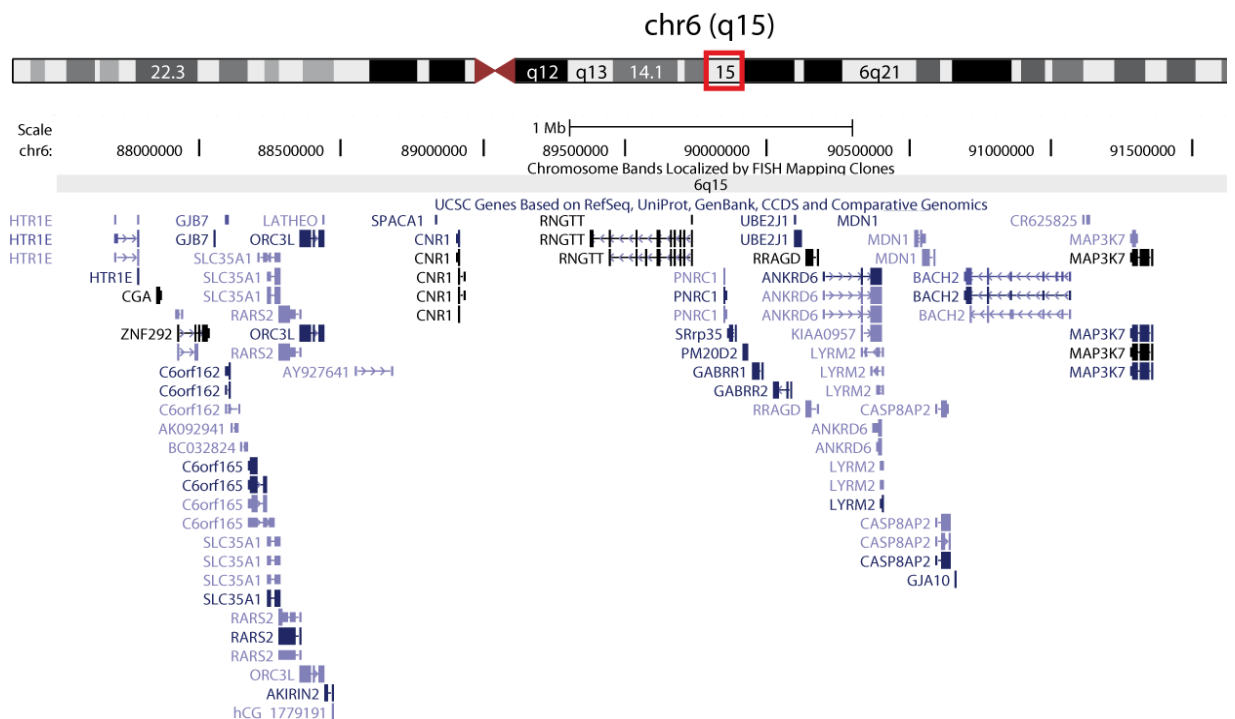 chr6 (q15)
22.3 q12 q13 14.1 15 6q21
Scale 1 Mb
chr6: 88000000 88500000 89000000 89500000 90000000 90500000 91000000 91500000
Chromosome Bands Localized by FISH Mapping Clones
6q15
UCSC Genes Based on RefSeq, UniProt, GenBank, CCDS and Comparative Genomics
HTR1E GJB7 LATHEO SPACA1 RNGTT UBE2J1 MDN1 CR625825
HTR1E GJB7 ORC3L CNR1 RNGTT UBE2J1 MDN1 MAP3K7
HTR1E SLC35A1 CNR1 RNGTT RRAGD MDN1 MAP3K7
HTR1E SLC35A1 CNR1 PNRC1 ANKRD6 BACH2
CGA SLC35A1 CNR1 PNRC1 ANKRD6 BACH2
RARS2 CNR1 PNRC1 ANKRD6 BACH2
ZNF292 ORC3L SRrp35 KIAA0957 MAP3K7
RARS2 PM20D2 LYRM2 MAP3K7
C6orf162 AY927641 GABRR1 LYRM2 MAP3K7
C6orf162 GABRR2 LYRM2
C6orf162 RRAGD CASP8AP2
AK092941 ANKRD6
BC032824 ANKRD6
C6orf165 LYRM2
C6orf165 LYRM2
C6orf165 LYRM2
C6orf165 CASP8AP2
SLC35A1 CASP8AP2
SLC35A1 CASP8AP2
SLC35A1 GJA10
SLC35A1
RARS2
RARS2
RARS2
ORC3L
AKIRIN2
hCG_1779191